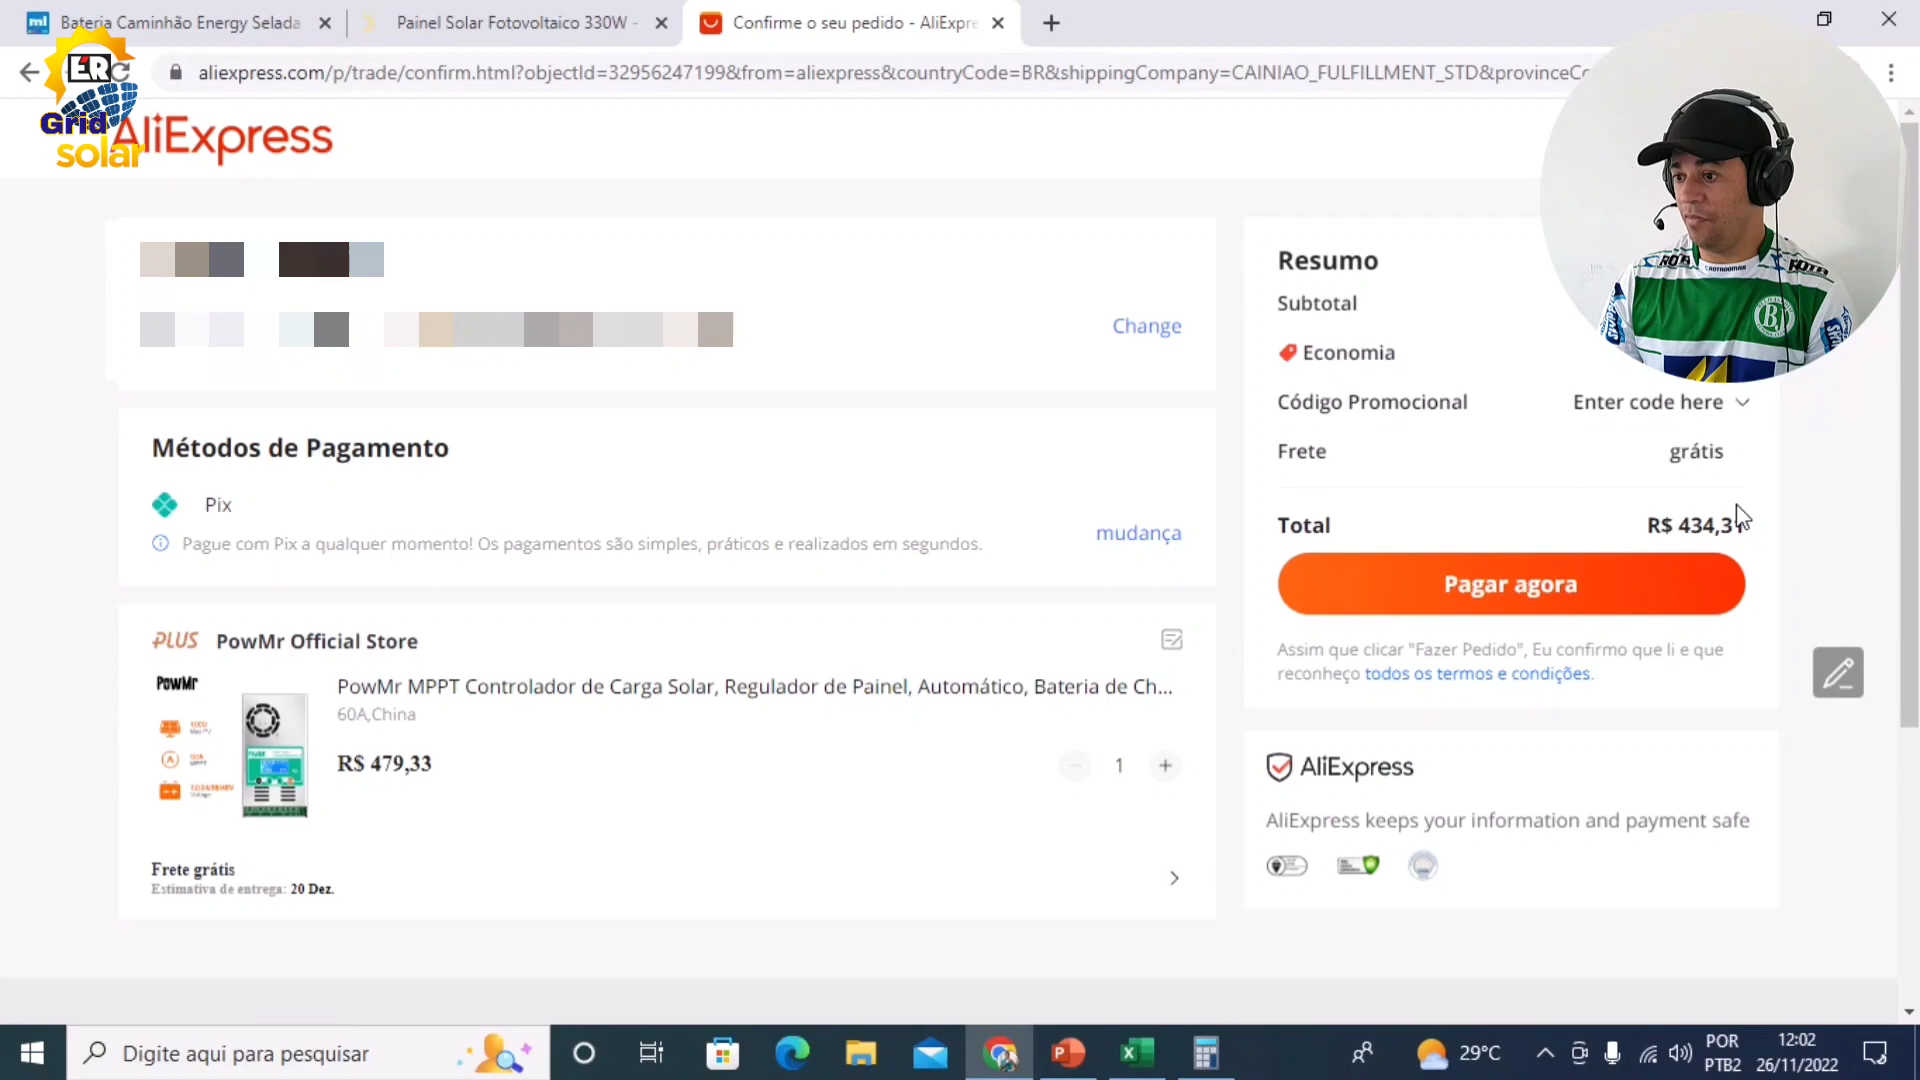 Bateria Caminhão Energy Selada
Painel Solar Fotovoltaico 330W -
Confirme o seu pedido - AliExpre
aliexpress.com/p/trade/confirm.html?objectId=32956247199&from=aliexpress&countryCode=BR&shippingCompany=CAINIAO_FULFILLMENT_STD&provinceCo
ER
Grid
solar
AliExpress
Change
Métodos de Pagamento
Pix
Pague com Pix a qualquer momento! Os pagamentos são simples, práticos e realizados em segundos.
mudança
PLUS PowMr Official Store
PowMr
PowMr MPPT Controlador de Carga Solar, Regulador de Painel, Automático, Bateria de Ch...
60A,China
R$ 479,33
1
Frete grátis
Estimativa de entrega: 20 Dez.
Resumo
Subtotal
Economia
Código Promocional Enter code here
Frete grátis
Total R$ 434,3
Pagar agora
Assim que clicar "Fazer Pedido", Eu confirmo que li e que
reconheço todos os termos e condições.
AliExpress
AliExpress keeps your information and payment safe
ROTA
BJ
Digite aqui para pesquisar
29°C
POR
PTB2
12:02
26/11/2022